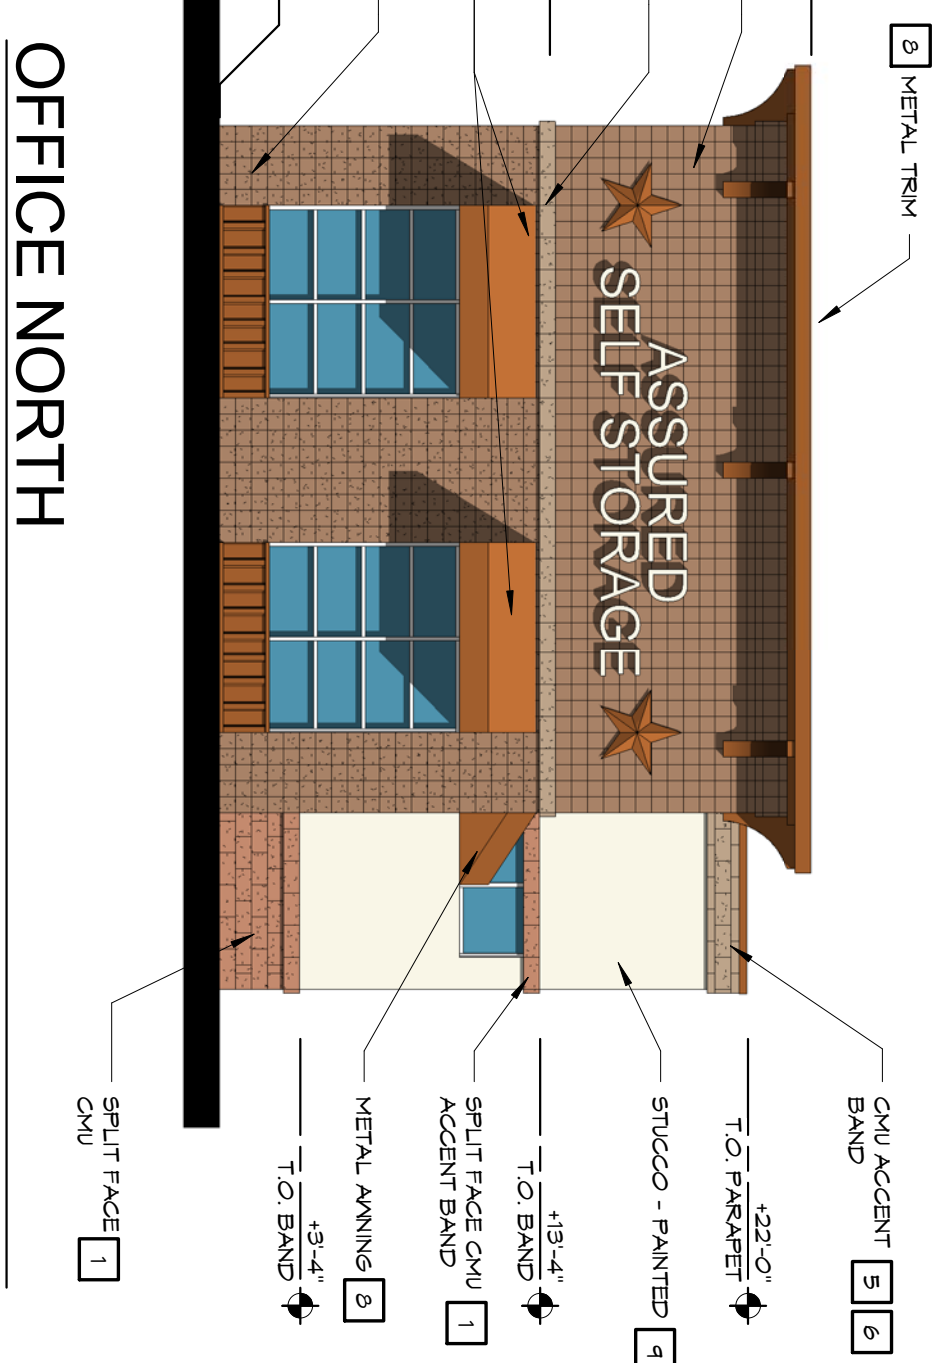 8 METAL TRIM
ASSURED
SELF STORAGE
CMU ACCENT
BAND
5 6
+22'-0"
T.O. PARAPET
STUCCO - PAINTED 9
+13'-4"
T.O. BAND
SPLIT FACE CMU
ACCENT BAND 1
METAL AWNING 8
+3'-4"
T.O. BAND
SPLIT FACE
CMU 1
OFFICE NORTH